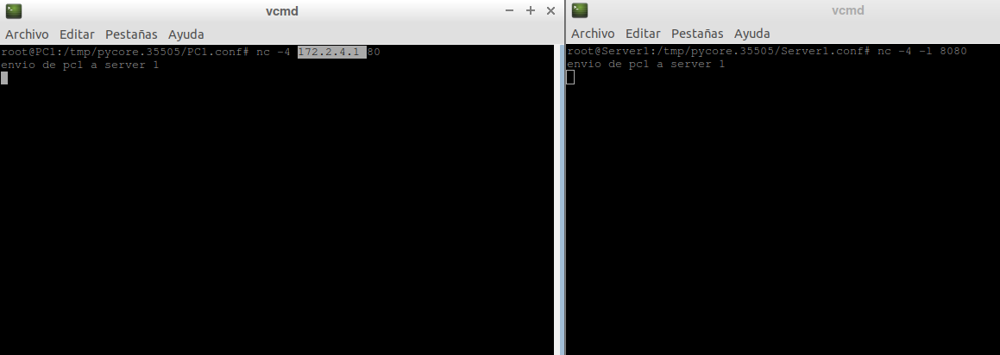 vcmd
Archivo Editar Pestañas Ayuda
root@PC1:/tmp/pycore.35505/PC1.conf# nc -4 172.2.4.1 80
envio de pc1 a server 1
vcmd
Archivo Editar Pestañas Ayuda
root@Server1:/tmp/pycore.35505/Server1.conf# nc -4 -l 8080
envio de pc1 a server 1